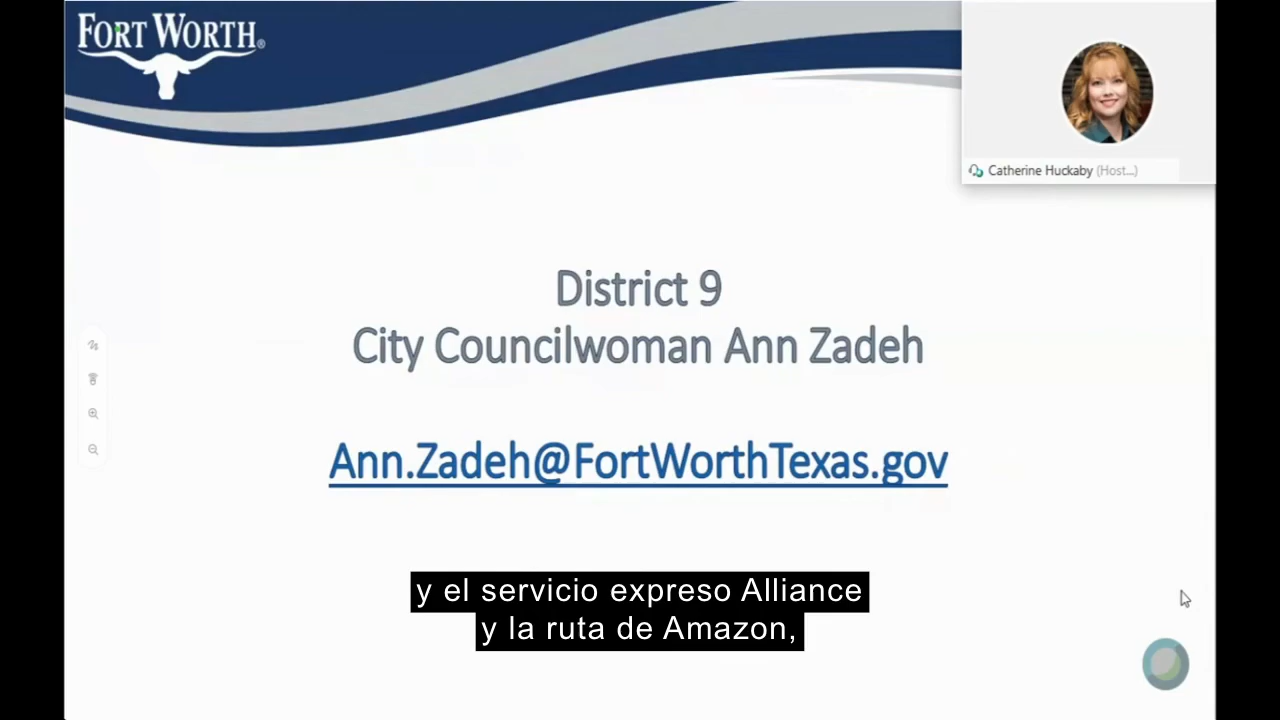 FORT WORTH®
Catherine Huckaby (Host...)
District 9
City Councilwoman Ann Zadeh
Ann.Zadeh@FortWorthTexas.gov
y el servicio expreso Alliance
y la ruta de Amazon,